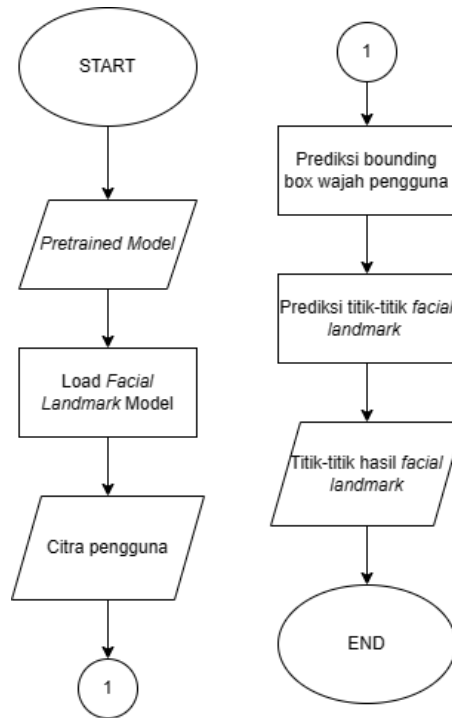 START
Pretrained Model
Load Facial
Landmark Model
Citra pengguna
1
1
Prediksi bounding
box wajah pengguna
Prediksi titik-titik facial
landmark
Titik-titik hasil facial
landmark
END